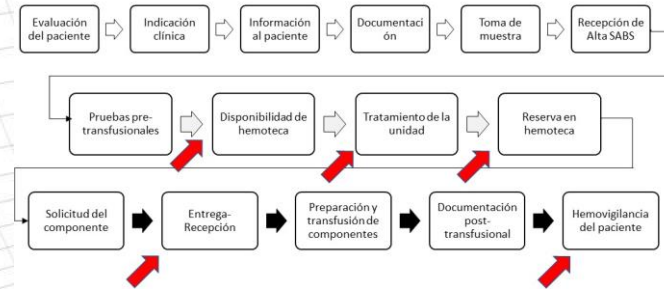 Evaluación
del paciente
Indicación
clínica
Información
al paciente
Documentaci
ón
Toma de
muestra
Recepción de
Alta SABS
Pruebas pre-
transfusionales
Disponibilidad de
hemoteca
Tratamiento de la
unidad
Reserva en
hemoteca
Solicitud del
componente
Entrega-
Recepción
Preparación y
transfusión de
componentes
Documentación
post-
transfusional
Hemovigilancia
del paciente